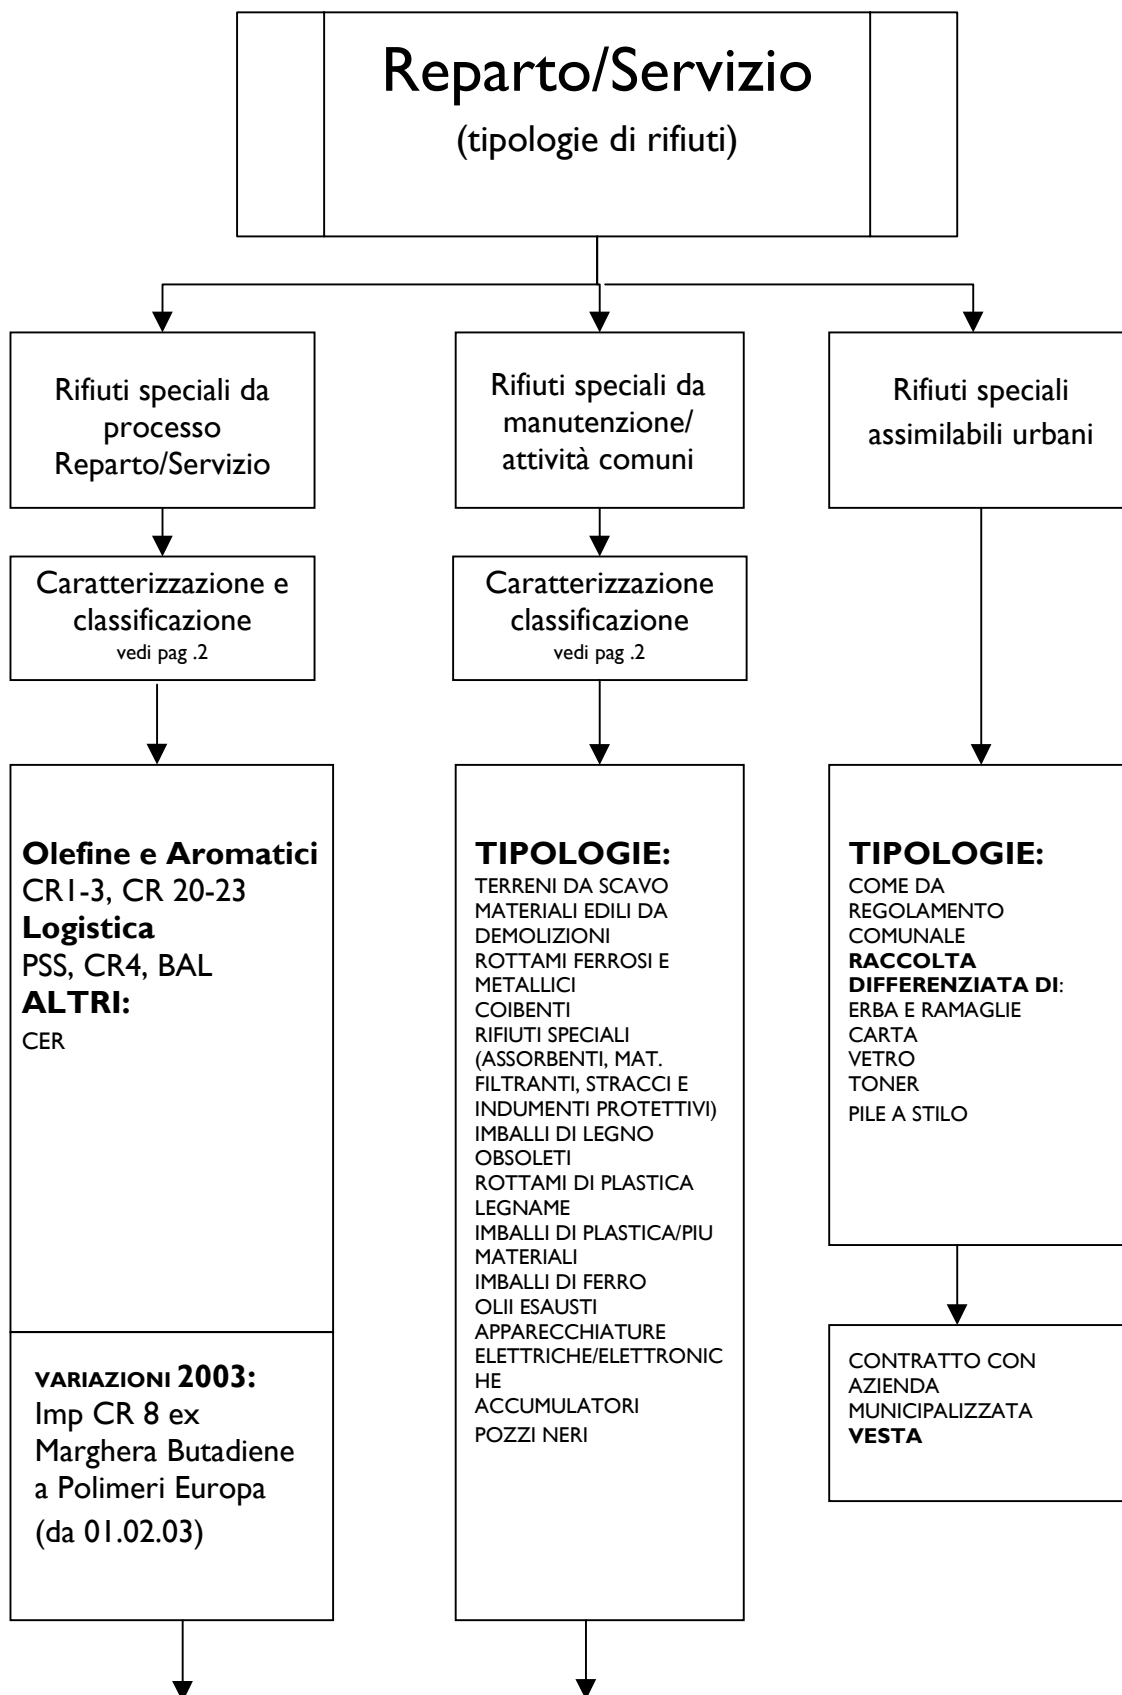 Reparto/Servizio
(tipologie di rifiuti)
Rifiuti speciali da
processo
Reparto/Servizio
Rifiuti speciali da
manutenzione/
attività comuni
Rifiuti speciali
assimilabili urbani
Caratterizzazione e
classificazione
vedi pag .2
Caratterizzazione
classificazione
vedi pag .2
Olefine e Aromatici
CR1-3, CR 20-23
Logistica
PSS, CR4, BAL
ALTRI:
CER
VARIAZIONI 2003:
Imp CR 8 ex
Marghera Butadiene
a Polimeri Europa
(da 01.02.03)
TIPOLOGIE:
TERRENI DA SCAVO
MATERIALI EDILI DA
DEMOLIZIONI
ROTTAMI FERROSI E
METALLICI
COIBENTI
RIFIUTI SPECIALI
(ASSORBENTI, MAT.
FILTRANTI, STRACCI E
INDUMENTI PROTETTIVI)
IMBALLI DI LEGNO
OBSOLETI
ROTTAMI DI PLASTICA
LEGNAME
IMBALLI DI PLASTICA/PIU
MATERIALI
IMBALLI DI FERRO
OLII ESAUSTI
APPARECCHIATURE
ELETTRICHE/ELETTRONIC
HE
ACCUMULATORI
POZZI NERI
TIPOLOGIE:
COME DA
REGOLAMENTO
COMUNALE
RACCOLTA
DIFFERENZIATA DI:
ERBA E RAMAGLIE
CARTA
VETRO
TONER
PILE A STILO
CONTRATTO CON
AZIENDA
MUNICIPALIZZATA
VESTA